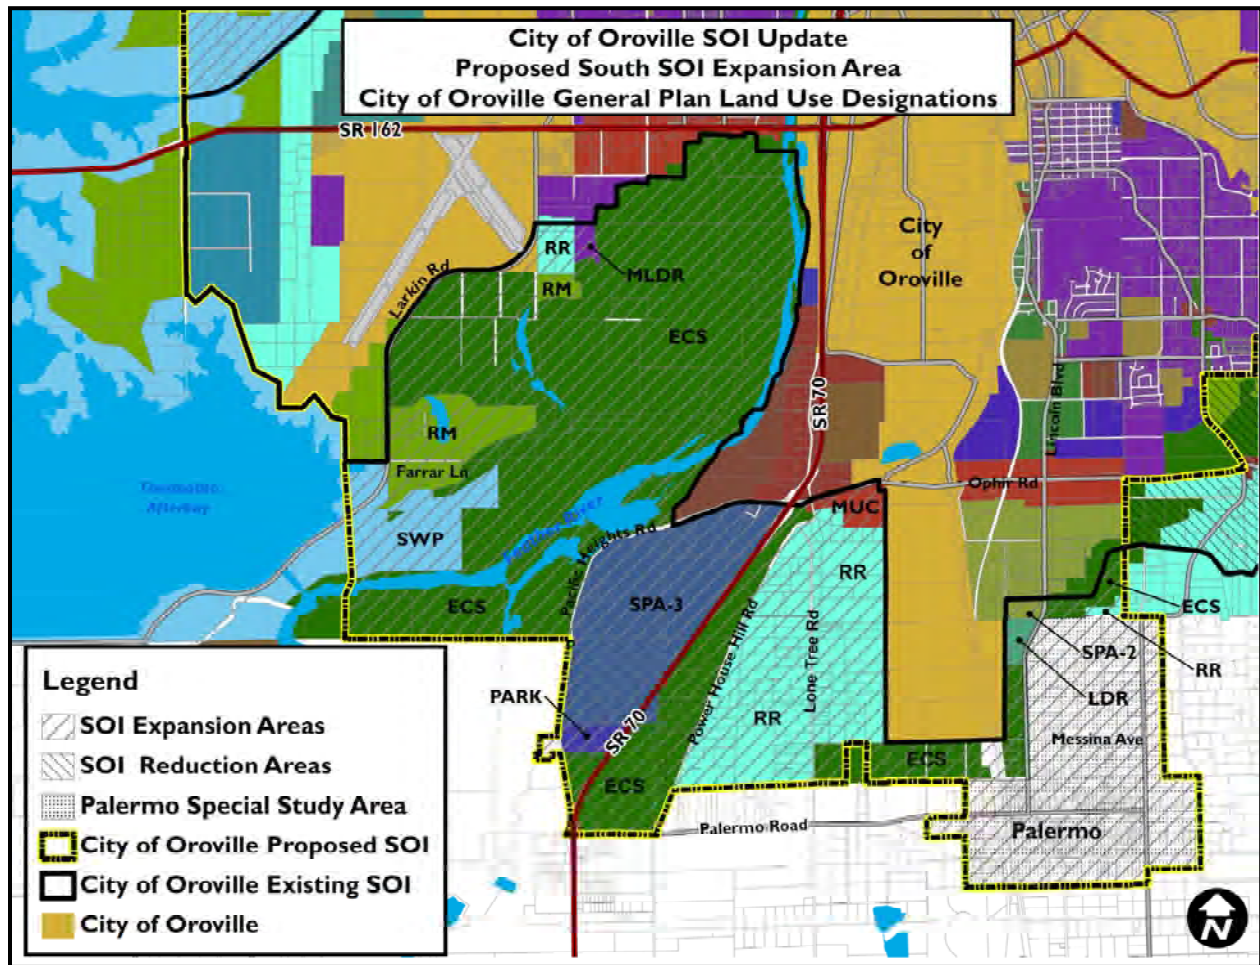 City of Oroville SOI Update
Proposed South SOI Expansion Area
City of Oroville General Plan Land Use Designations
SR 162
City
of
Oroville
RR
MLDR
Larkin Rd
RM
ECS
SR 70
Lincoln Blvd
RM
Farrar Ln
Ophir Rd
Thermalito
Afterbay
MUC
SWP
Feather River
Pacific Heights Rd
RR
ECS
SPA-3
ECS
Power House Hill Rd
Lone Tree Rd
SPA-2
RR
LDR
PARK
RR
SR 70
Messina Ave
ECS
ECS
Palermo Road
Palermo
Legend
SOI Expansion Areas
SOI Reduction Areas
Palermo Special Study Area
City of Oroville Proposed SOI
City of Oroville Existing SOI
City of Oroville
N